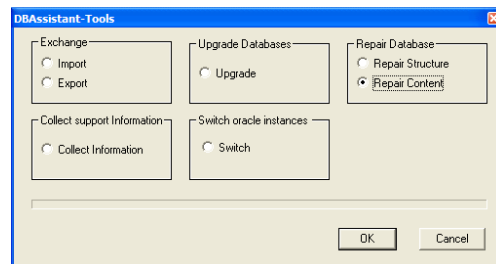 DBAssistant-Tools
Exchange
Import
Export
Upgrade Databases
Upgrade
Repair Database
Repair Structure
Repair Content
Collect support Information
Collect Information
Switch oracle instances
Switch
OK
Cancel